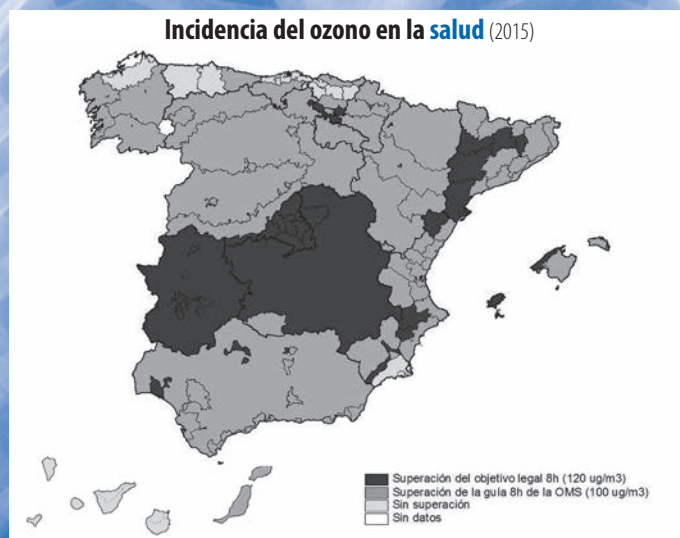 Incidencia del ozono en la salud (2015)
Superación del objetivo legal 8h (120 ug/m3)
Superación de la guía 8h de la OMS (100 ug/m3)
Sin superación
Sin datos